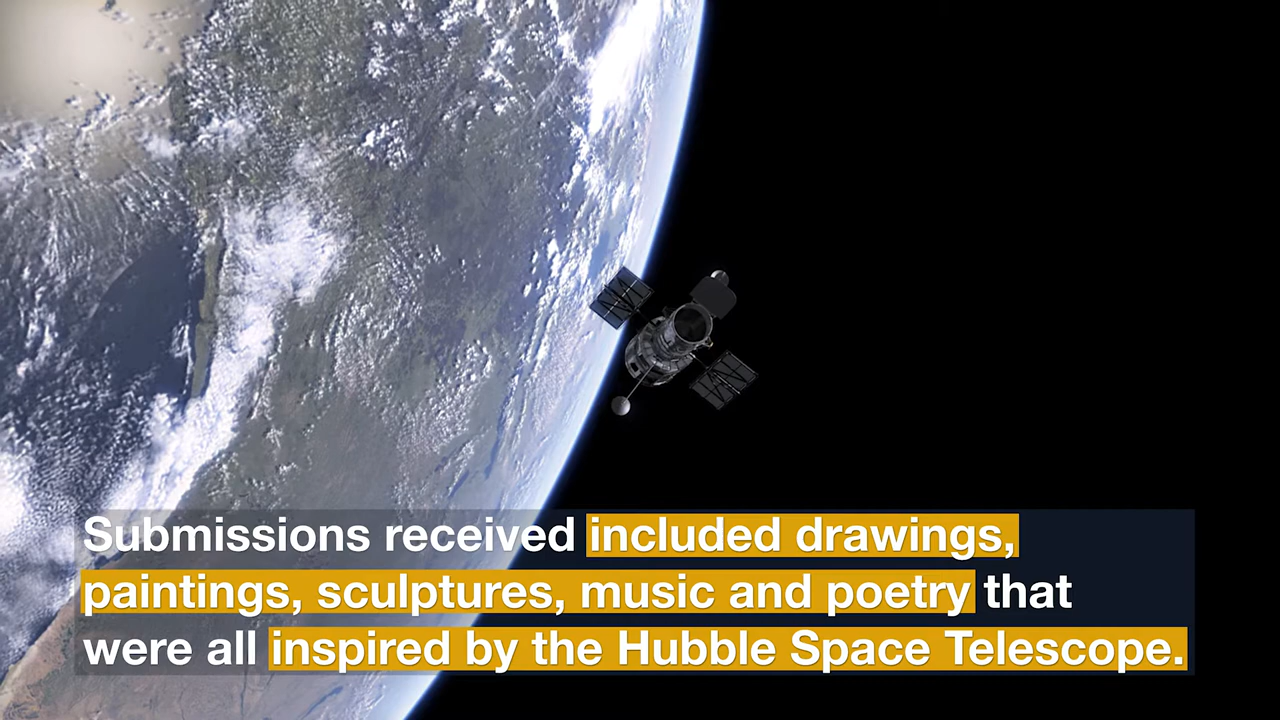 Submissions received included drawings,
paintings, sculptures, music and poetry that
were all inspired by the Hubble Space Telescope.